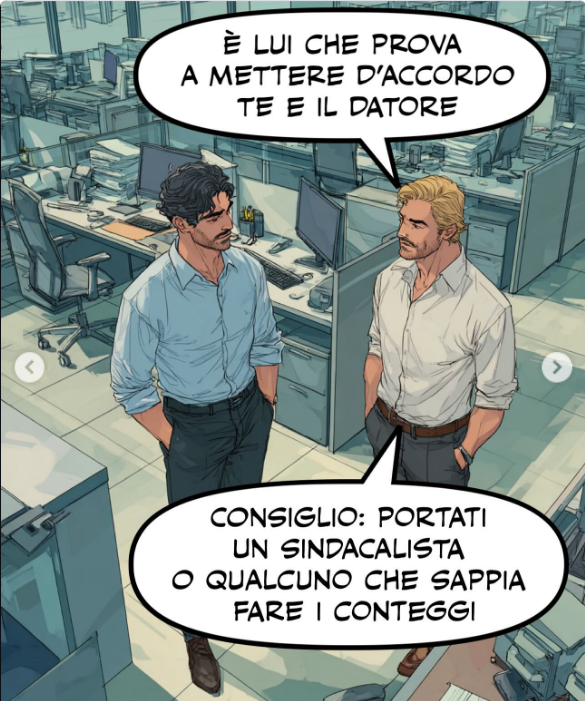 È LUI CHE PROVA
A METTERE D'ACCORDO
TE E IL DATORE
CONSIGLIO: PORTATI
UN SINDACALISTA
O QUALCUNO CHE SAPPIA
FARE I CONTEGGI